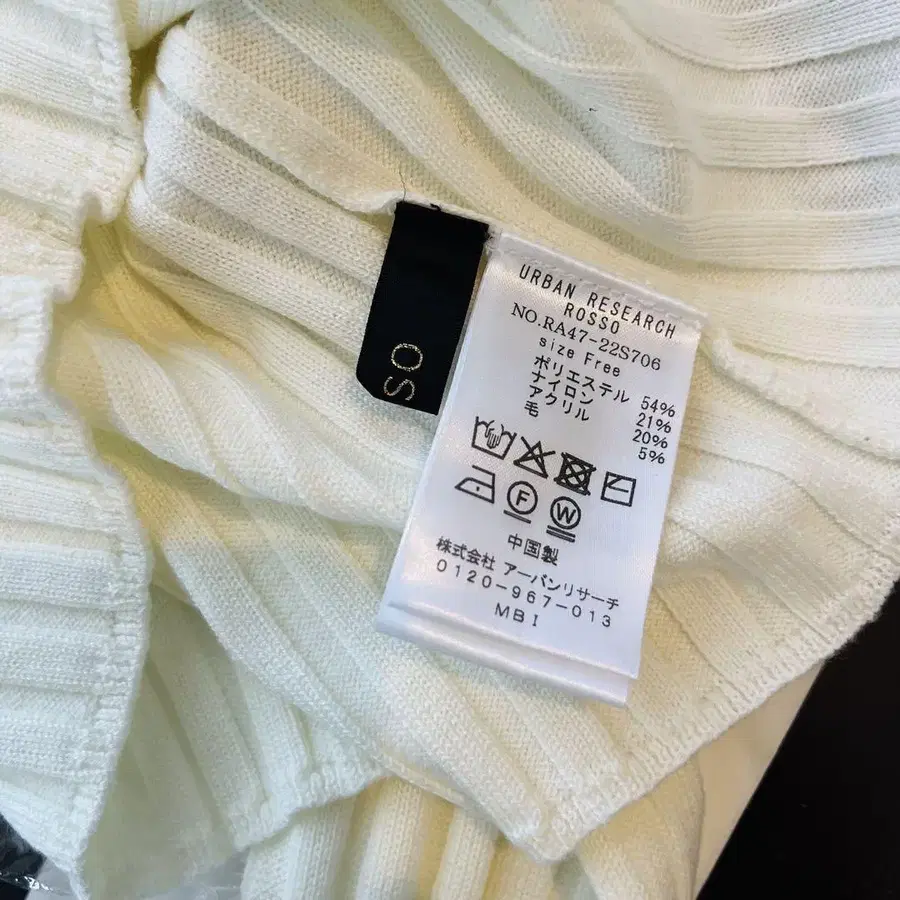 SO
URBAN RESEARCH
ROSSO
NO.RA47-22S706
size Free
ポリエステル 54%
ナイロン 21%
アクリル 20%
毛 5%
F W
中国製
株式会社 アーバンリサーチ
0120-967-013
MBI